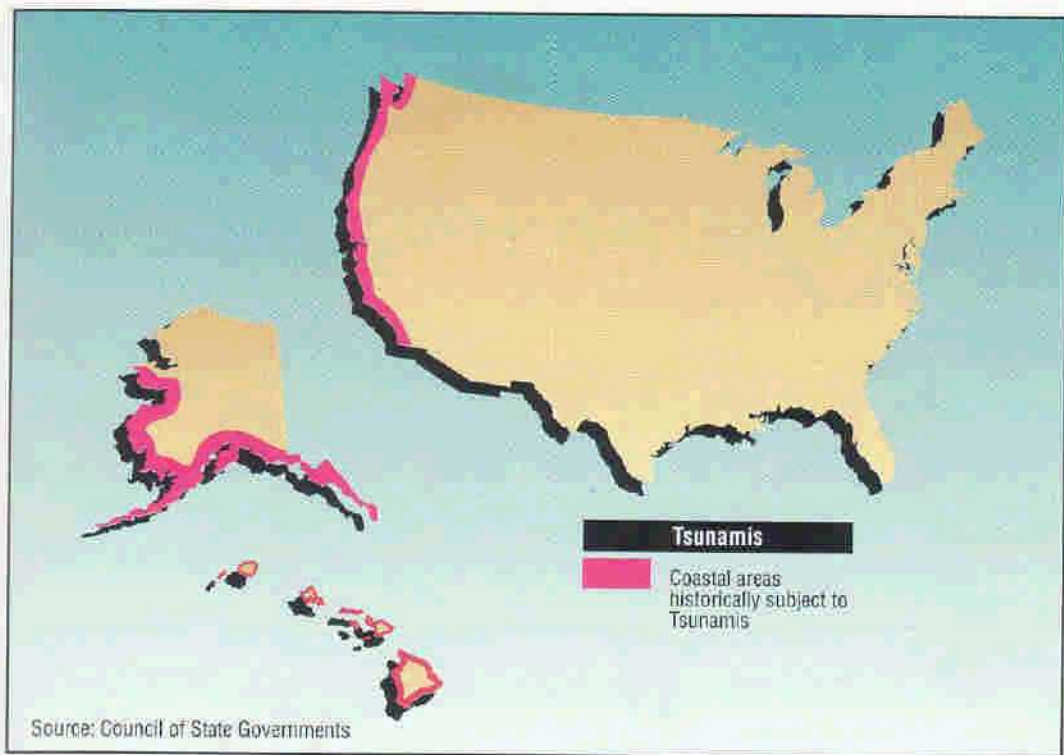 Tsunamis
Coastal areas
historically subject to
Tsunamis
Source: Council of State Governments